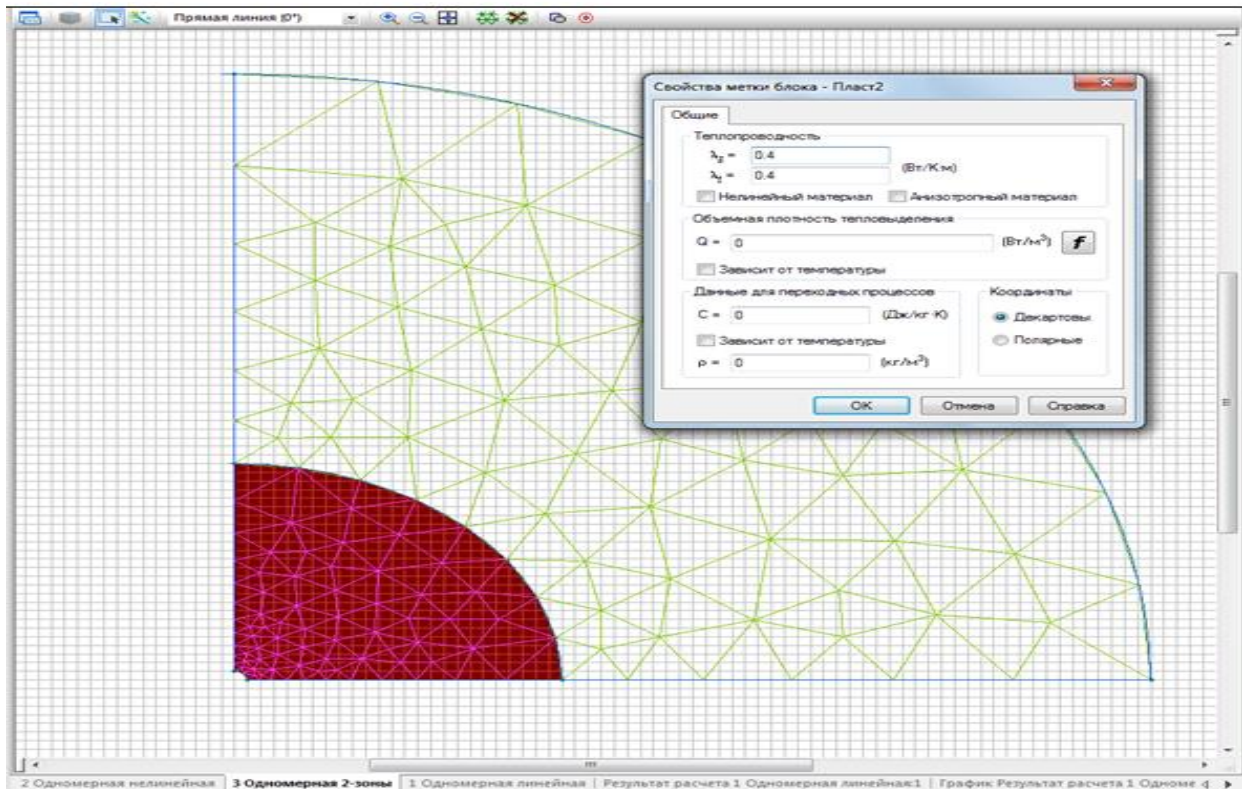 Прямая линия (0°)
Свойства метки блока - Пласт2
Общие
Теплопроводность
λx = 0.4
λy = 0.4
(Вт/К·м)
Нелинейный материал Анизотропный материал
Объемная плотность тепловыделения
Q = 0 (Вт/м³) f
Зависит от температуры
Данные для переходных процессов
C = 0 (Дж/кг·К)
Зависит от температуры
ρ = 0 (кг/м³)
Координаты
Декартовы
Полярные
OK Отмена Справка
2 Одномерная нелинейная 3 Одномерная 2-зоны 1 Одномерная линейная Результат расчета 1 Одномерная линейная:1 График Результат расчета 1 Одноме